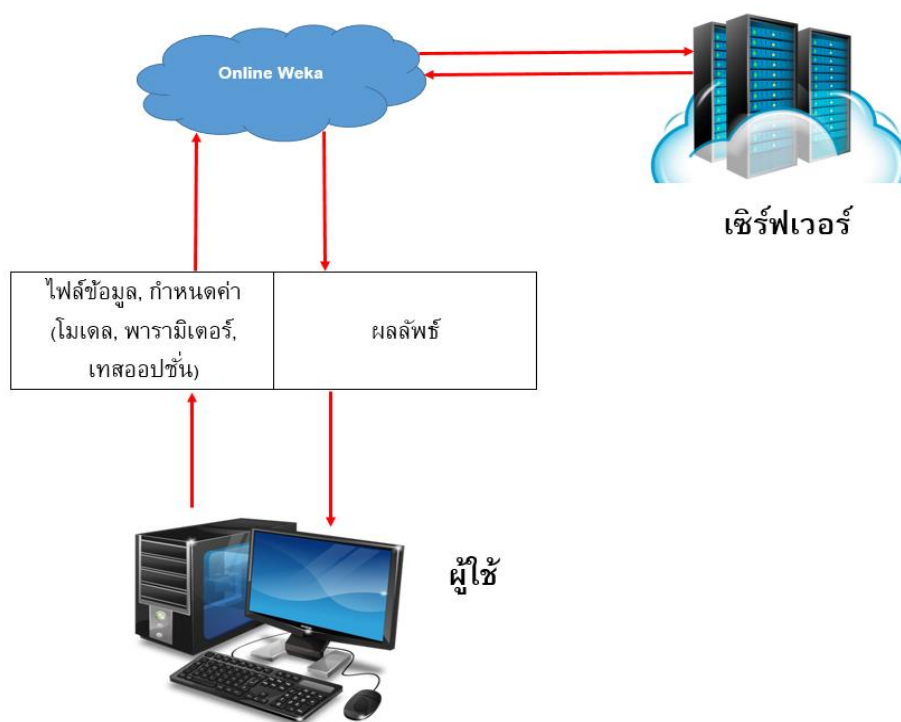 Online Weka
เซิร์ฟเวอร์
ไฟล์ข้อมูล, กำหนดค่า
(โมเดล, พารามิเตอร์,
เทสออปชั่น)
ผลลัพธ์
ผู้ใช้